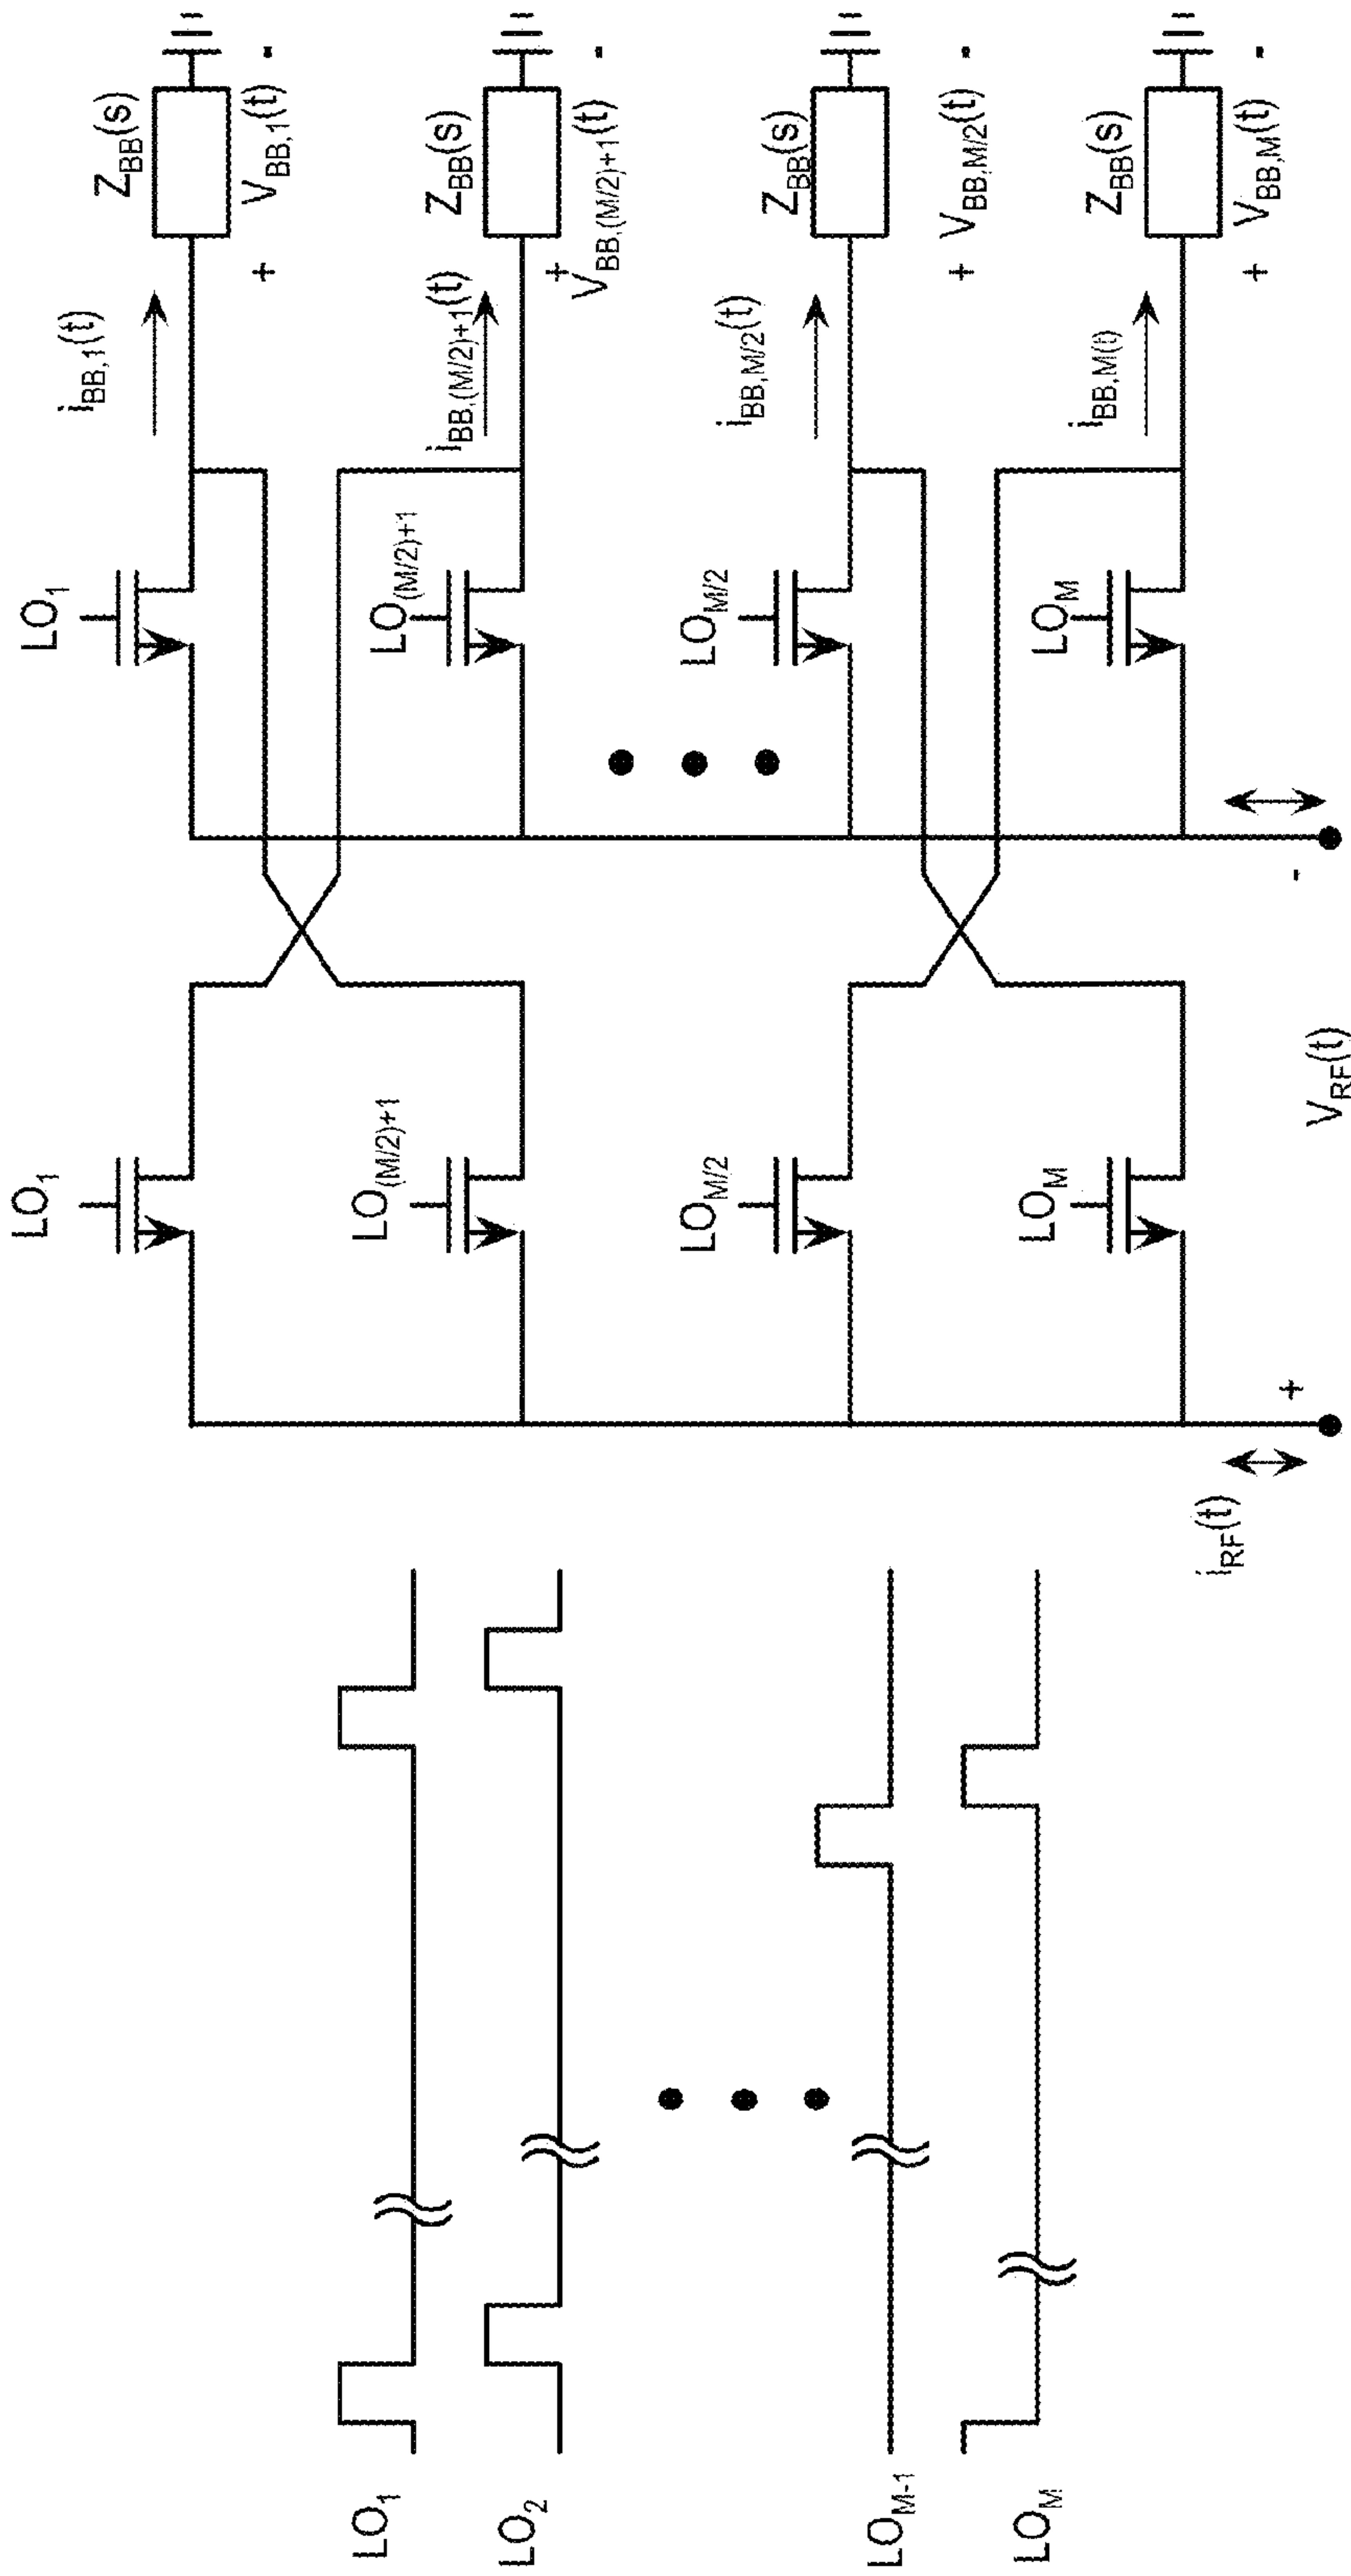 LO1
LO2
LOM-1
LOM
iRF(t)
+
VRF(t)
-
LO1
LO(M/2)+1
LOM/2
LOM
LO1
LO(M/2)+1
LOM/2
LOM
iBB,1(t)
iBB,(M/2)+1(t)
iBB,M/2(t)
iBB,M(t)
ZBB(s)
+ VBB,1(t) -
ZBB(s)
+ VBB,(M/2)+1(t) -
ZBB(s)
+ VBB,M/2(t) -
ZBB(s)
+ VBB,M(t) -